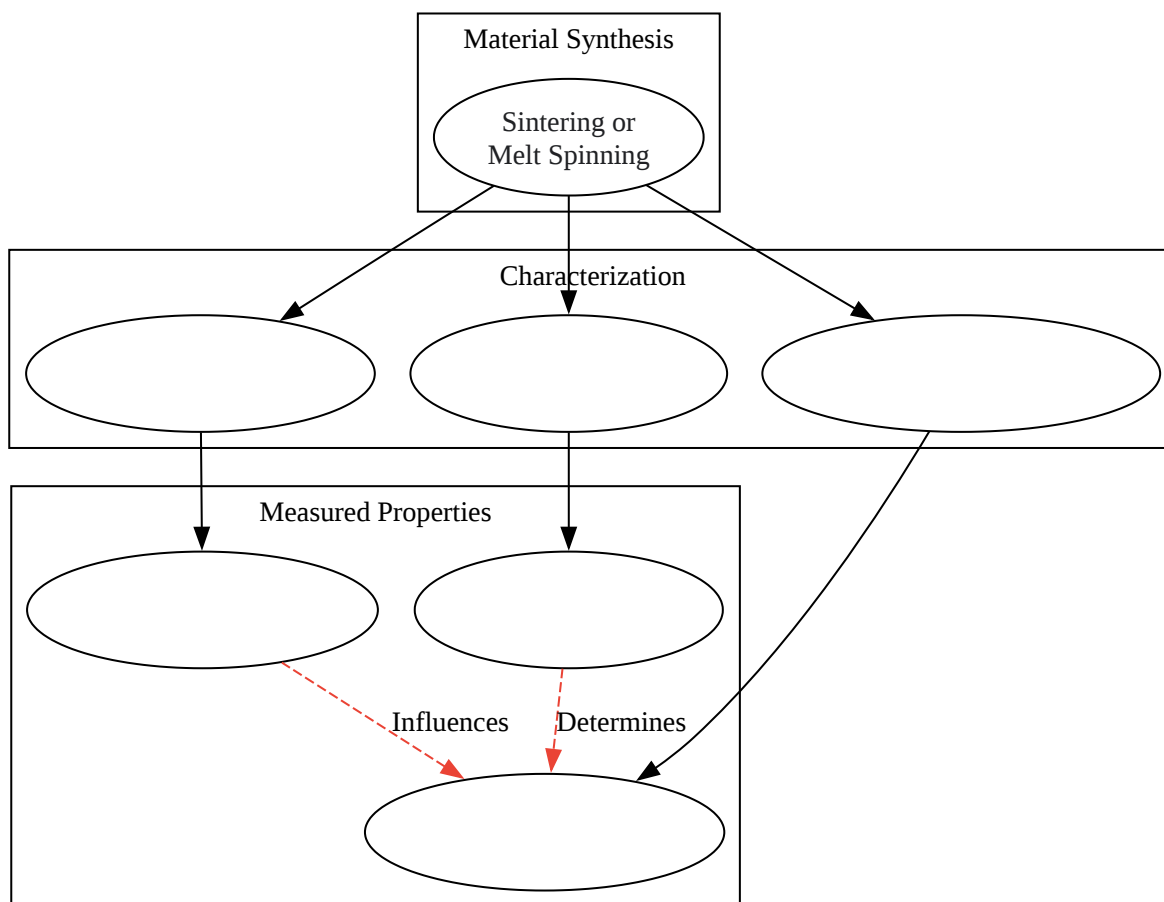 Material Synthesis
Sintering or
Melt Spinning
Characterization
Measured Properties
Influences
Determines